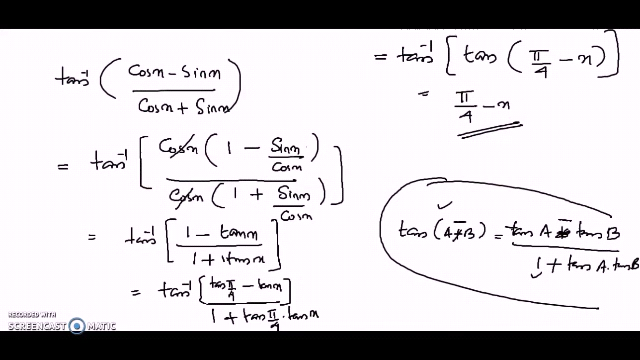 tan⁻¹ ( (Cosx - Sinx) / (Cosx + Sinx) )
= tan⁻¹ [ Cosx ( 1 - Sinx/Cosx ) / Cosx ( 1 + Sinx/Cosx ) ]
= tan⁻¹ [ (1 - tanx) / (1 + 1tanx) ]
= tan⁻¹ [ (tan π/4 - tanx) / (1 + tan π/4 . tanx) ]
= tan⁻¹ [ tan ( π/4 - x ) ]
= π/4 - x
tan (A - B) = (tan A - tan B) / (1 + tan A. tan B)
RECORDED WITH
SCREENCAST MATIC